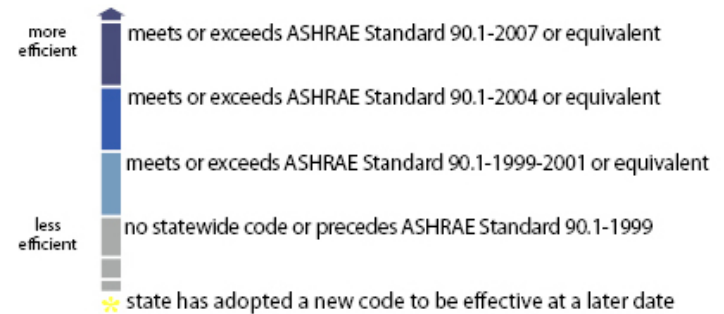 more
efficient
meets or exceeds ASHRAE Standard 90.1-2007 or equivalent
meets or exceeds ASHRAE Standard 90.1-2004 or equivalent
meets or exceeds ASHRAE Standard 90.1-1999-2001 or equivalent
less
efficient
no statewide code or precedes ASHRAE Standard 90.1-1999
state has adopted a new code to be effective at a later date